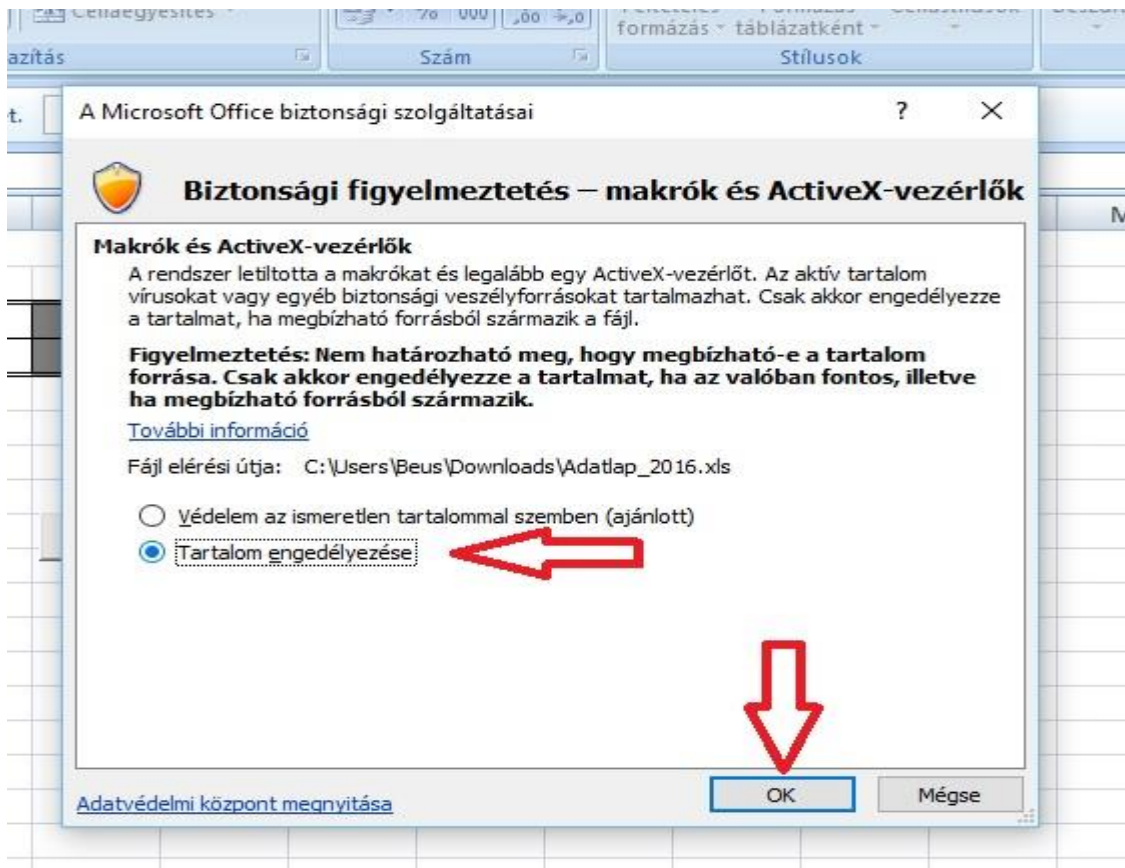 Cellaegyesítés
% 000 ,00 ,0
formázás táblázatként
azítás Szám Stílusok
t.
A Microsoft Office biztonsági szolgáltatásai ?
Biztonsági figyelmeztetés – makrók és ActiveX-vezérlők
Makrók és ActiveX-vezérlők
A rendszer letiltotta a makrókat és legalább egy ActiveX-vezérlőt. Az aktív tartalom
vírusokat vagy egyéb biztonsági veszélyforrásokat tartalmazhat. Csak akkor engedélyezze
a tartalmat, ha megbízható forrásból származik a fájl.
Figyelmeztetés: Nem határozható meg, hogy megbízható-e a tartalom
forrása. Csak akkor engedélyezze a tartalmat, ha az valóban fontos, illetve
ha megbízható forrásból származik.
További információ
Fájl elérési útja: C:\Users\Beus\Downloads\Adatlap_2016.xls
Védelem az ismeretlen tartalommal szemben (ajánlott)
Tartalom engedélyezése
OK Mégse
Adatvédelmi központ megnyitása